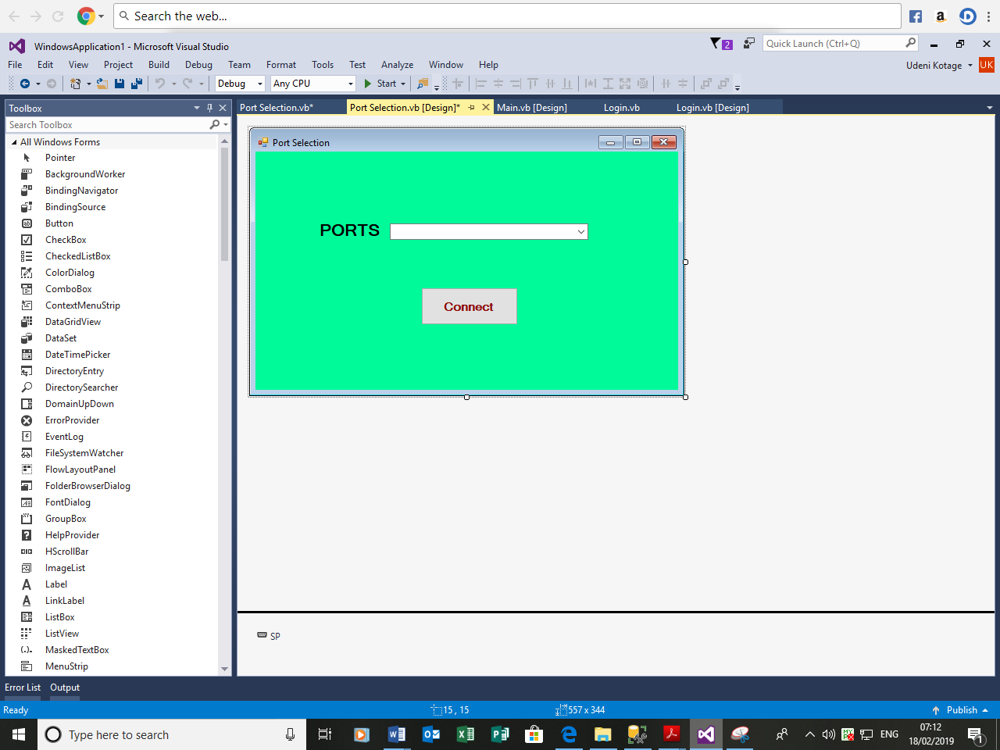 Search the web...
WindowsApplication1 - Microsoft Visual Studio
2
Quick Launch (Ctrl+Q)
File Edit View Project Build Debug Team Format Tools Test Analyze Window Help
Udeni Kotage UK
Debug Any CPU Start
Toolbox
Port Selection.vb* Port Selection.vb [Design]* Main.vb [Design] Login.vb Login.vb [Design]
Search Toolbox
All Windows Forms
Pointer
BackgroundWorker
BindingNavigator
BindingSource
Button
CheckBox
CheckedListBox
ColorDialog
ComboBox
ContextMenuStrip
DataGridView
DataSet
DateTimePicker
DirectoryEntry
DirectorySearcher
DomainUpDown
ErrorProvider
EventLog
FileSystemWatcher
FlowLayoutPanel
FolderBrowserDialog
FontDialog
GroupBox
HelpProvider
HScrollBar
ImageList
Label
LinkLabel
ListBox
ListView
MaskedTextBox
MenuStrip
Port Selection
PORTS
Connect
SP
Error List Output
Ready
15 , 15
557 x 344
Publish
Type here to search
ENG
07:12
18/02/2019
1